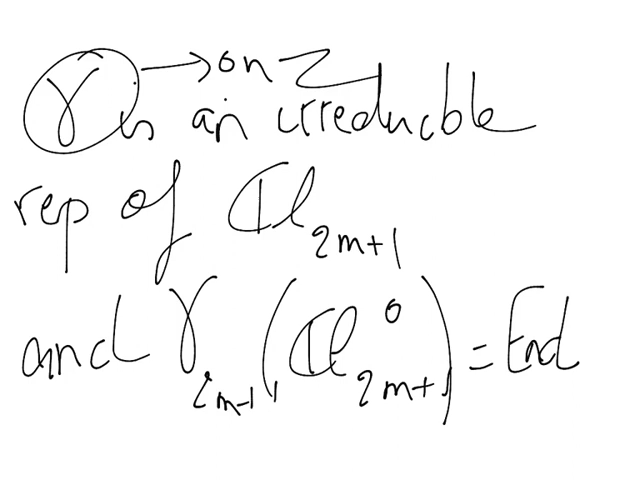 γ → on Σ
is an irreducible
rep of ℂl_{2m+1}
and γ_{2m+1}(ℂl^0_{2m+1}) = End